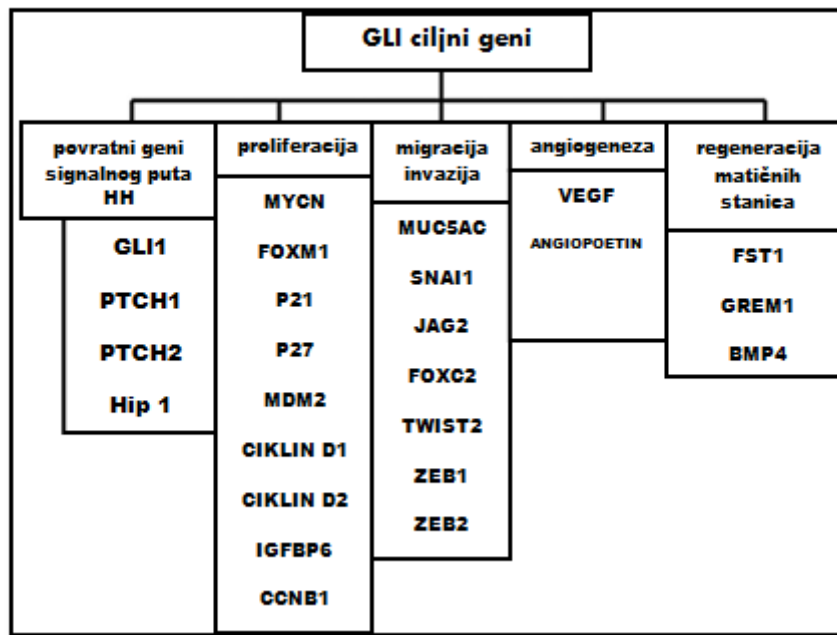 GLI ciljni geni
povratni geni
signalnog puta
HH
GLI1
PTCH1
PTCH2
Hip 1
proliferacija
MYCN
FOXM1
P21
P27
MDM2
CIKLIN D1
CIKLIN D2
IGFBP6
CCNB1
migracija
invazija
MUC5AC
SNAI1
JAG2
FOXC2
TWIST2
ZEB1
ZEB2
angiogeneza
VEGF
ANGIOPOETIN
regeneracija
matičnih
stanica
FST1
GREM1
BMP4